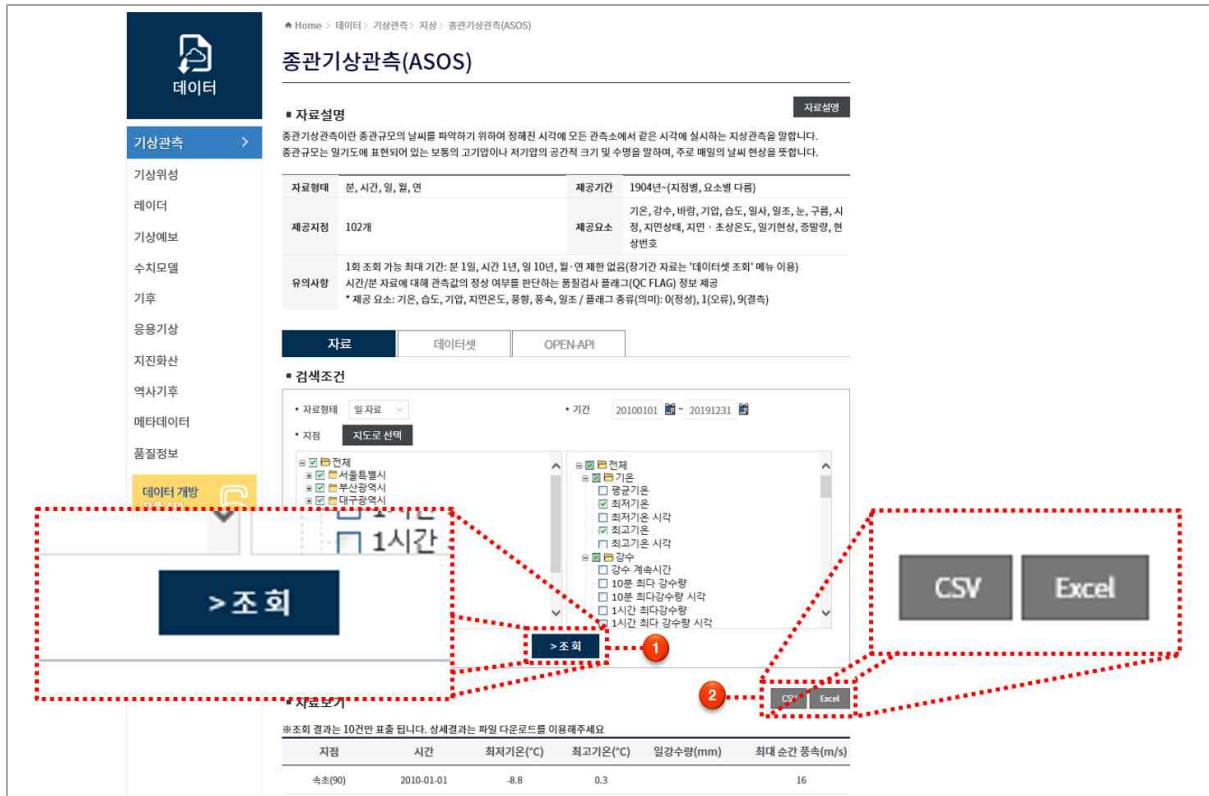 Home > 데이터 > 기상관측 > 지상 > 종관기상관측(ASOS)
데이터
종관기상관측(ASOS)
기상관측 >
기상위성
레이더
기상예보
수치모델
기후
응용기상
지진화산
역사기후
메타데이터
품질정보
데이터 개방
■ 자료설명
자료설명
종관기상관측이란 종관규모의 날씨를 파악하기 위하여 정해진 시각에 모든 관측소에서 같은 시각에 실시하는 지상관측을 말합니다.
종관규모는 일기도에 표현되어 있는 보통의 고기압이나 저기압의 공간적 크기 및 수명을 말하며, 주로 매일의 날씨 현상을 뜻합니다.
자료형태 분, 시간, 일, 월, 연 제공기간 1904년~(지점별, 요소별 다름)
제공지점 102개 제공요소 기온, 강수, 바람, 기압, 습도, 일사, 일조, 눈, 구름, 시
정, 지면상태, 지면 · 초상온도, 일기현상, 증발량, 현
상번호
유의사항 1회 조회 가능 최대 기간: 분 1일, 시간 1년, 일 10년, 월·연 제한 없음(장기간 자료는 '데이터셋 조회' 메뉴 이용)
시간/분 자료에 대해 관측값의 정상 여부를 판단하는 품질검사 플래그(QC FLAG) 정보 제공
* 제공 요소: 기온, 습도, 기압, 지면온도, 풍향, 풍속, 일조 / 플래그 종류(의미): 0(정상), 1(오류), 9(결측)
자료 데이터셋 OPEN-API
■ 검색조건
• 자료형태 일 자료 • 기간 20100101 ~ 20191231
• 지점 지도로 선택
전체
서울특별시
부산광역시
대구광역시
전체
기온
평균기온
최저기온
최저기온 시각
최고기온
최고기온 시각
강수
강수 계속시간
10분 최다 강수량
10분 최다강수량 시각
1시간 최다강수량
1시간 최다 강수량 시각
1시간
>조회
>조회
1
CSV Excel
2
CSV Excel
■ 자료보기
※조회 결과는 10건만 표출 됩니다. 상세결과는 파일 다운로드를 이용해주세요
지점 시간 최저기온(°C) 최고기온(°C) 일강수량(mm) 최대 순간 풍속(m/s)
속초(90) 2010-01-01 -8.8 0.3 16